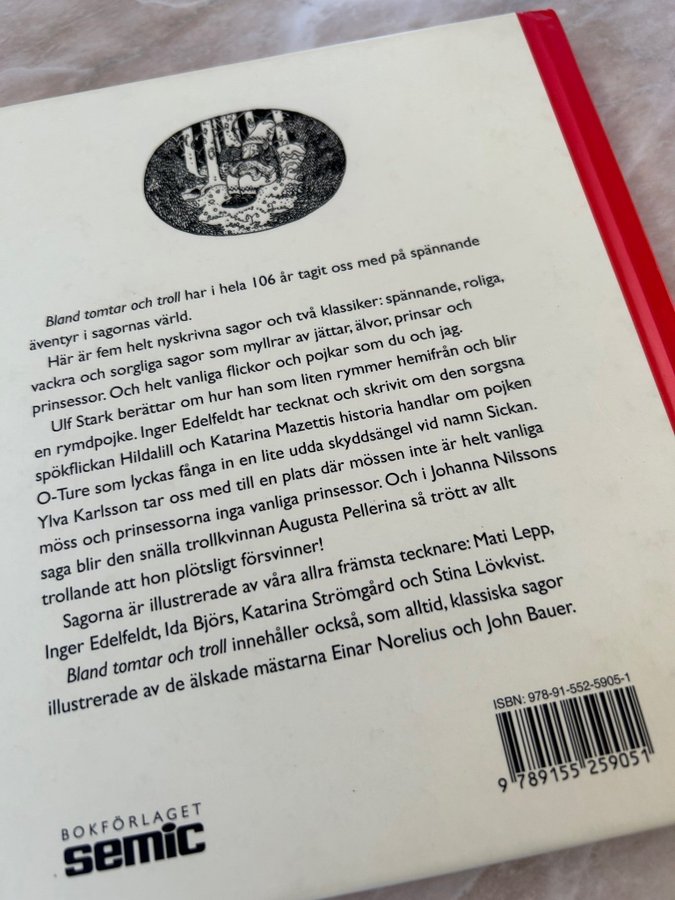 Bland tomtar och troll har i hela 106 år tagit oss med på spännande
äventyr i sagornas värld.
Här är fem helt nyskrivna sagor och två klassiker: spännande, roliga,
vackra och sorgliga sagor som myllrar av jättar, älvor, prinsar och
prinsessor. Och helt vanliga flickor och pojkar som du och jag.
Ulf Stark berättar om hur han som liten rymmer hemifrån och blir
en rymdpojke. Inger Edelfeldt har tecknat och skrivit om den sorgsna
spökflickan Hildalill och Katarina Mazettis historia handlar om pojken
O-Ture som lyckas fånga in en lite udda skyddsängel vid namn Sickan.
Ylva Karlsson tar oss med till en plats där mössen inte är helt vanliga
möss och prinsessorna inga vanliga prinsessor. Och i Johanna Nilssons
saga blir den snälla trollkvinnan Augusta Pellerina så trött av allt
trollande att hon plötsligt försvinner!
Sagorna är illustrerade av våra allra främsta tecknare: Mati Lepp,
Inger Edelfeldt, Ida Björs, Katarina Strömgård och Stina Lövkvist.
Bland tomtar och troll innehåller också, som alltid, klassiska sagor
illustrerade av de älskade mästarna Einar Norelius och John Bauer.
ISBN: 978-91-552-5905-1
9 789155 259051
BOKFÖRLAGET
semic